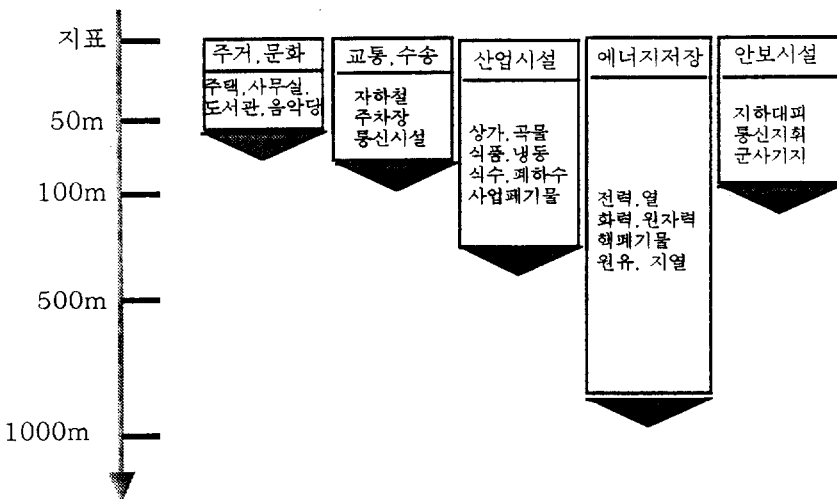 지표
50m
100m
500m
1000m
주거.문화
주택.사무실.
도서관.음악당
교통.수송
자하철
주차장
통신시설
산업시설
상가.곡물
식품.냉동
식수.폐하수
사업폐기물
에너지저장
전력.열
화력.원자력
핵폐기물
원유. 지열
안보시설
지하대피
통신지휘
군사기지